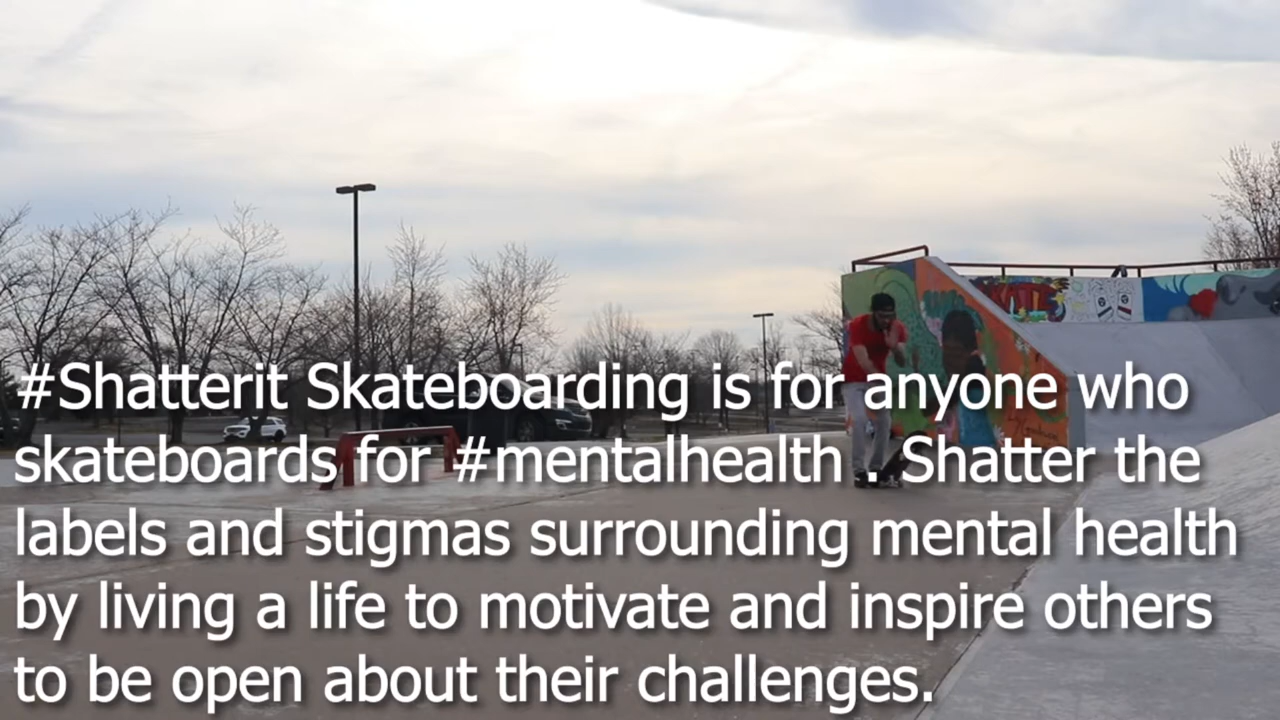 #Shatterit Skateboarding is for anyone who
skateboards for #mentalhealth . Shatter the
labels and stigmas surrounding mental health
by living a life to motivate and inspire others
to be open about their challenges.